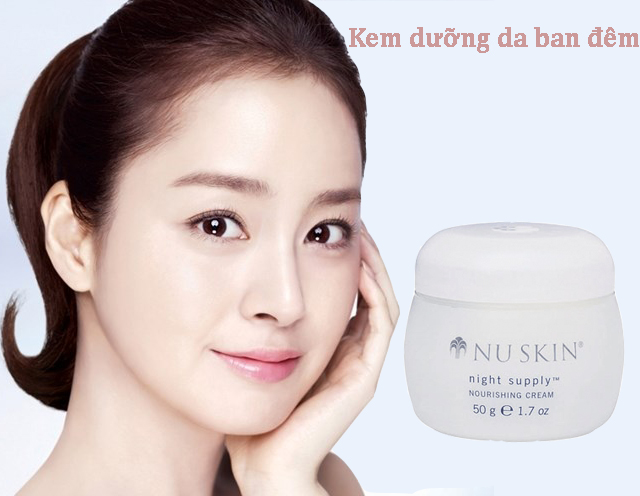 Kem dưỡng da ban đêm
NU SKIN®
night supply™
NOURISHING CREAM
50 g e 1.7 oz